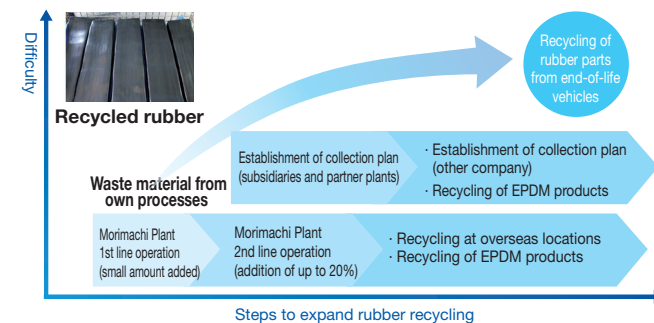 Difficulty
Recycled rubber
Recycling of
rubber parts
from end-of-life
vehicles
Establishment of collection plan
(subsidiaries and partner plants)
· Establishment of collection plan
(other company)
· Recycling of EPDM products
Waste material from
own processes
Morimachi Plant
1st line operation
(small amount added)
Morimachi Plant
2nd line operation
(addition of up to 20%)
· Recycling at overseas locations
· Recycling of EPDM products
Steps to expand rubber recycling